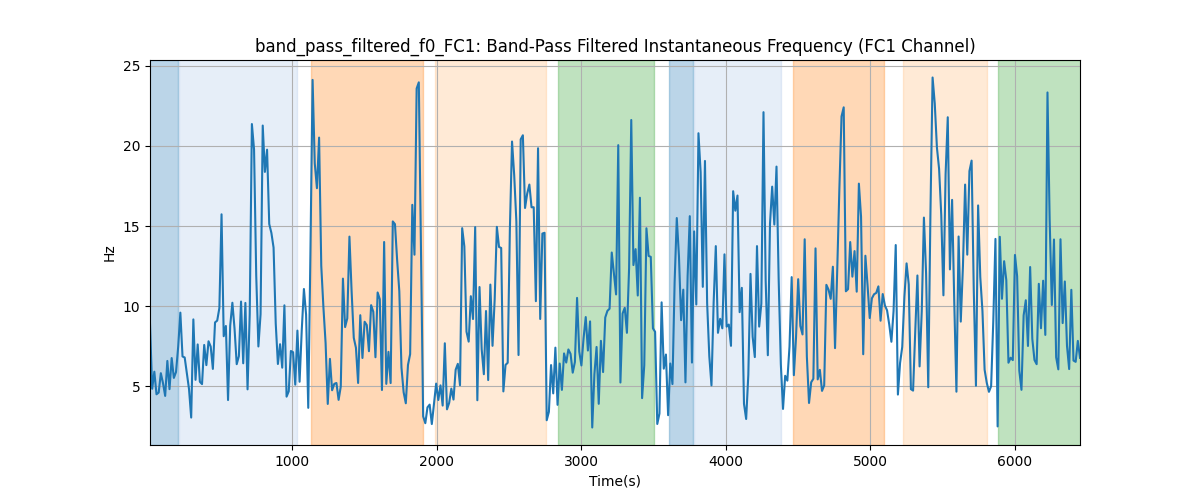 band_pass_filtered_f0_FC1: Band-Pass Filtered Instantaneous Frequency (FC1 Channel)
25
20
15
10
5
Hz
1000 2000 3000 4000 5000 6000
Time(s)